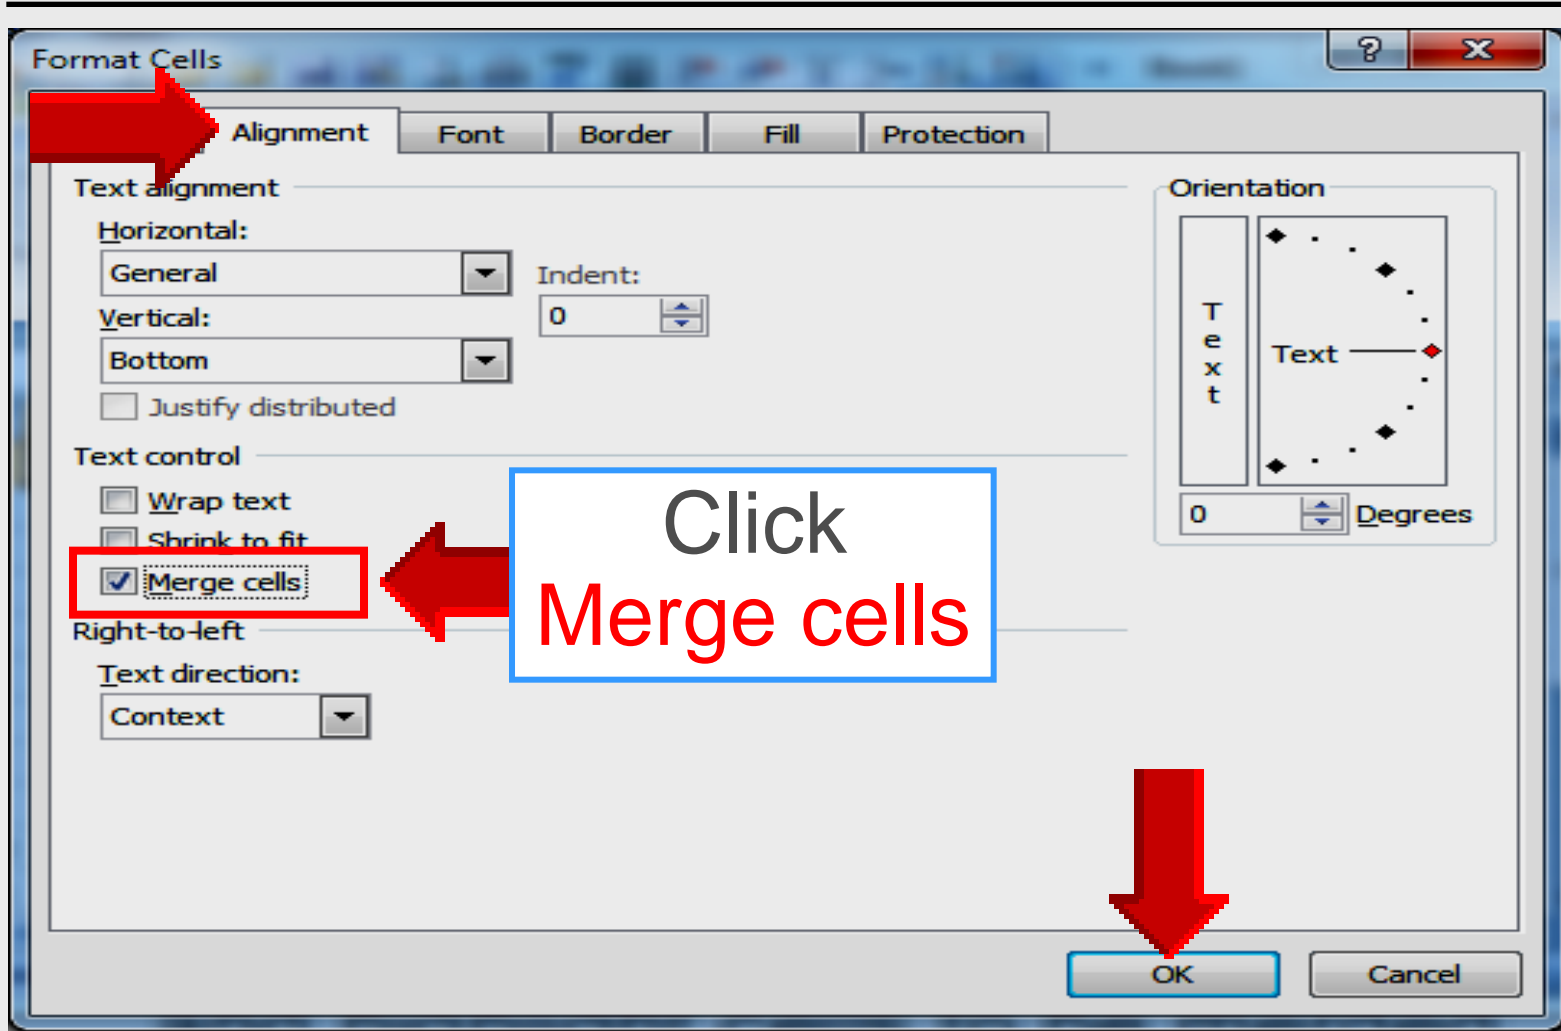 Format Cells
Alignment Font Border Fill Protection
Text alignment
Orientation
Horizontal:
General
Indent:
0
Vertical:
Bottom
Justify distributed
Text
Text
Text control
Wrap text
Shrink to fit
Merge cells
Click
Merge cells
0 Degrees
Right-to-left
Text direction:
Context
OK Cancel